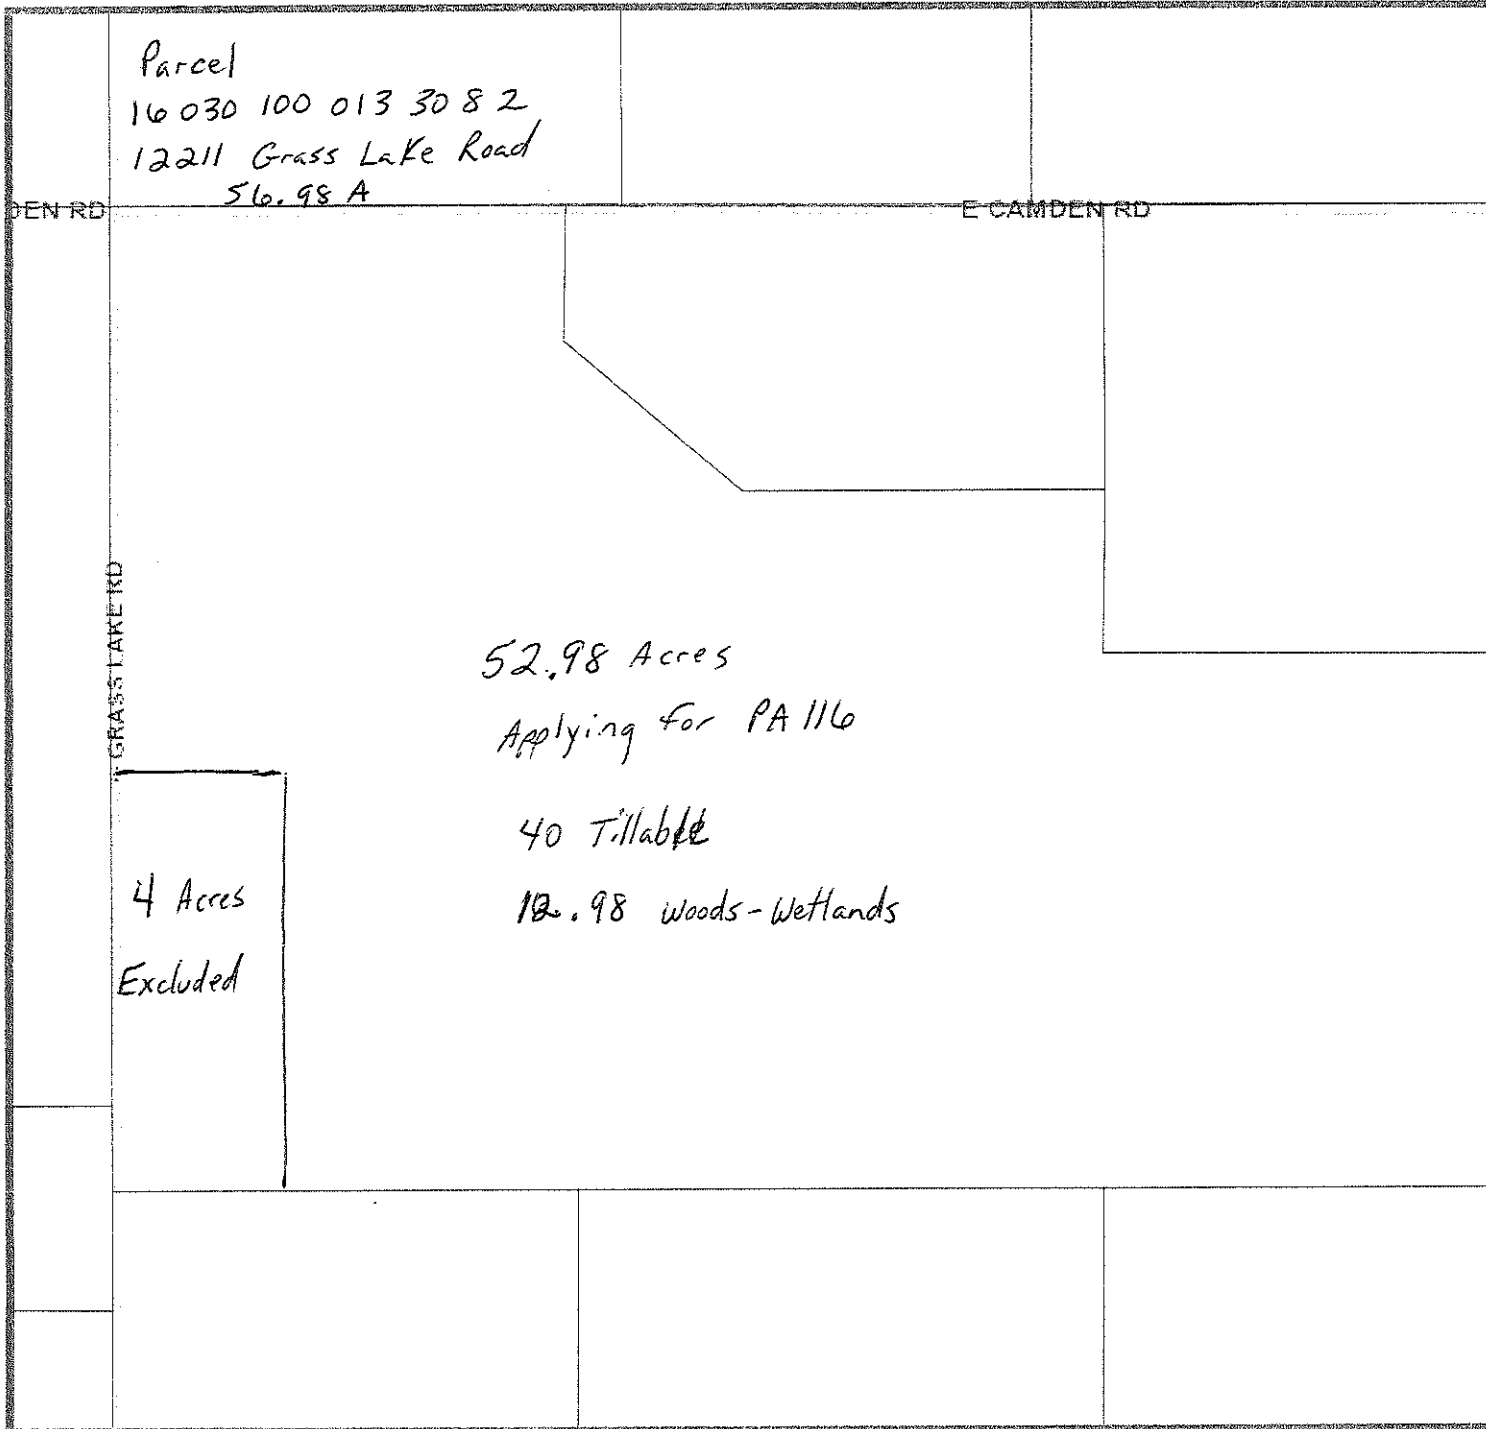 Parcel
16 030 100 013 30 8 2
12211 Grass Lake Road
56.98 A
DEN RD
E CAMDEN RD
GRASS LAKE RD
52.98 Acres
Applying for PA 116
40 Tillable
12.98 Woods-Wetlands
4 Acres
Excluded